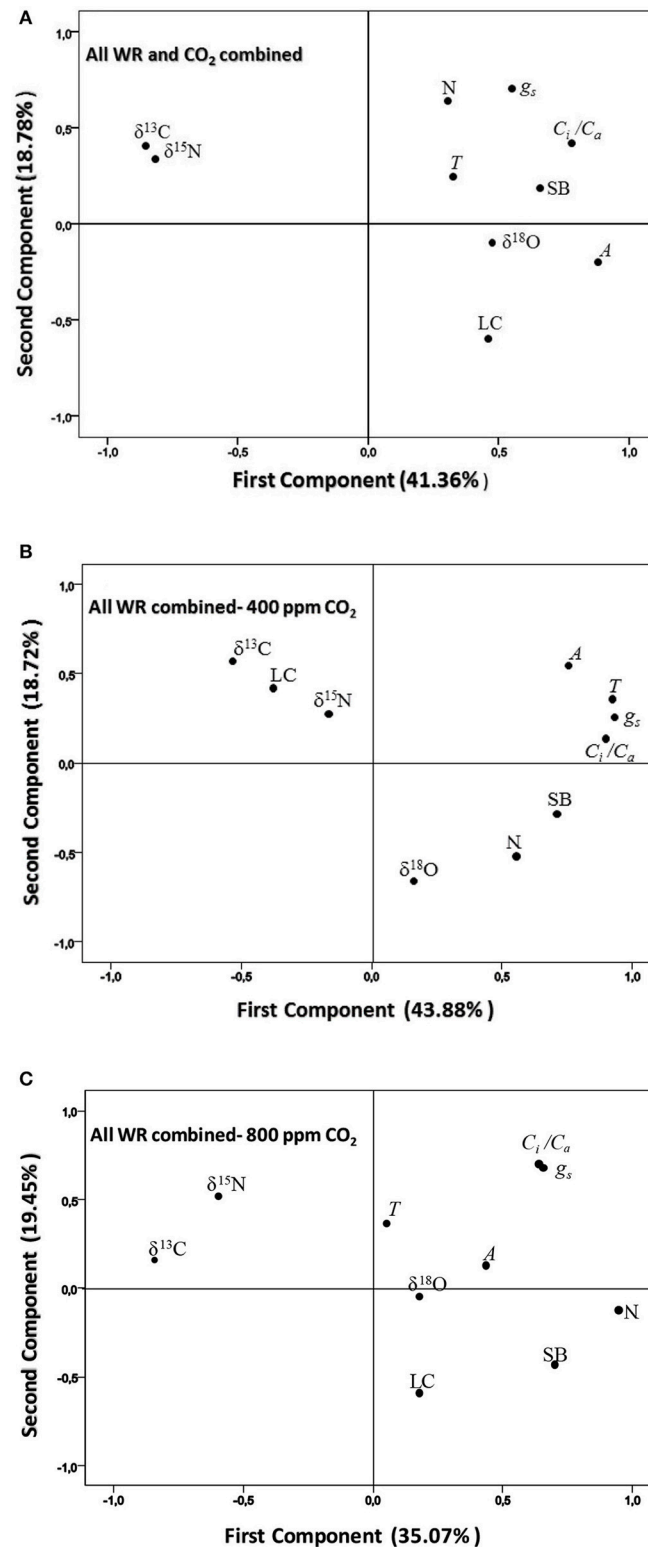 A
All WR and CO₂ combined
Second Component (18.78%)
1,0
0,5
0,0
-0,5
-1,0
δ¹³C
δ¹⁵N
N
gₛ
Cᵢ/Cₐ
T
SB
δ¹⁸O
A
LC
-1,0
-0,5
0,0
0,5
1,0
First Component (41.36%)
B
All WR combined- 400 ppm CO₂
Second Component (18.72%)
1,0
0,5
0,0
-0,5
-1,0
δ¹³C
LC
δ¹⁵N
A
T
gₛ
Cᵢ/Cₐ
SB
N
δ¹⁸O
-1,0
-0,5
0,0
0,5
1,0
First Component (43.88%)
C
All WR combined- 800 ppm CO₂
Second Component (19.45%)
1,0
0,5
0,0
-0,5
-1,0
Cᵢ/Cₐ
gₛ
δ¹⁵N
T
δ¹³C
A
δ¹⁸O
N
SB
LC
-1,0
-0,5
0,0
0,5
1,0
First Component (35.07%)